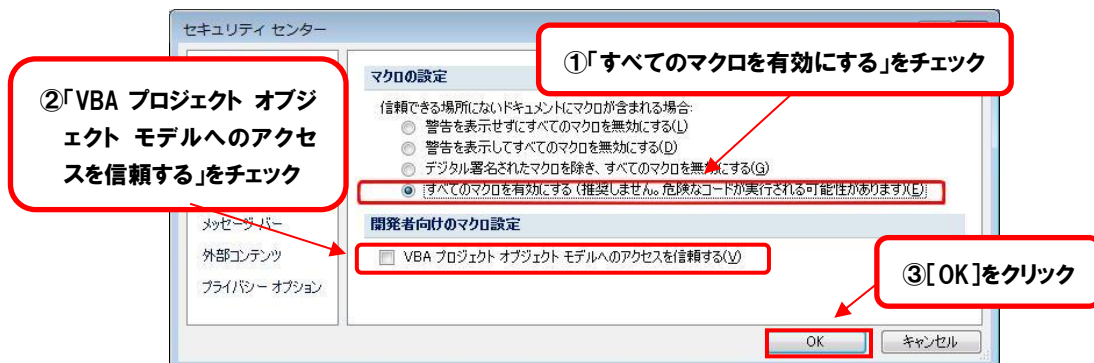 セキュリティ センター
①「すべてのマクロを有効にする」をチェック
②「VBA プロジェクト オブジ
ェクト モデルへのアクセ
スを信頼する」をチェック
マクロの設定
信頼できる場所にないドキュメントにマクロが含まれる場合:
警告を表示せずにすべてのマクロを無効にする(L)
警告を表示してすべてのマクロを無効にする(D)
デジタル署名されたマクロを除き、すべてのマクロを無効にする(G)
すべてのマクロを有効にする (推奨しません。危険なコードが実行される可能性があります)(E)
メッセージ バー
開発者向けのマクロ設定
外部コンテンツ
VBA プロジェクト オブジェクト モデルへのアクセスを信頼する(V)
プライバシー オプション
③[OK]をクリック
OK
キャンセル